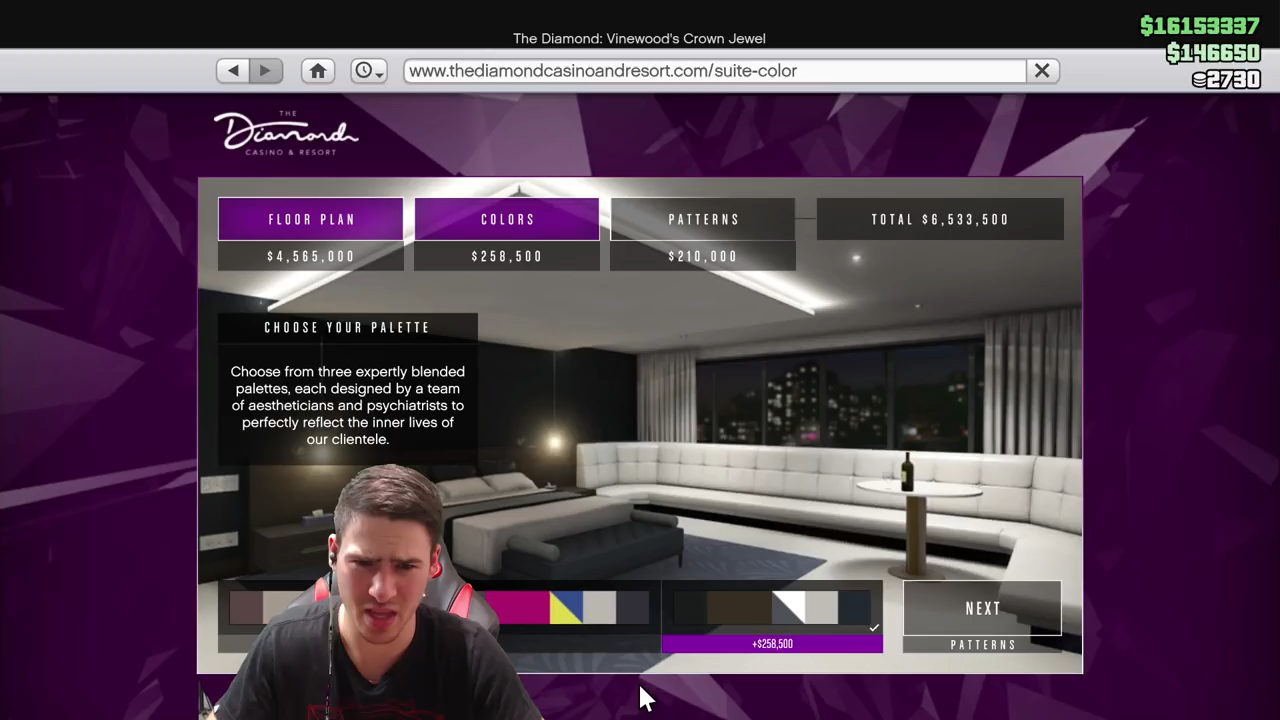 The Diamond: Vinewood's Crown Jewel
$16153337
$146650
2730
www.thediamondcasinoandresort.com/suite-color
THE
Diamond
CASINO & RESORT
FLOOR PLAN
COLORS
PATTERNS
TOTAL $6,533,500
$4,565,000
$258,500
$210,000
CHOOSE YOUR PALETTE
Choose from three expertly blended
palettes, each designed by a team
of aestheticians and psychiatrists to
perfectly reflect the inner lives of
our clientele.
NEXT
+$258,500
PATTERNS